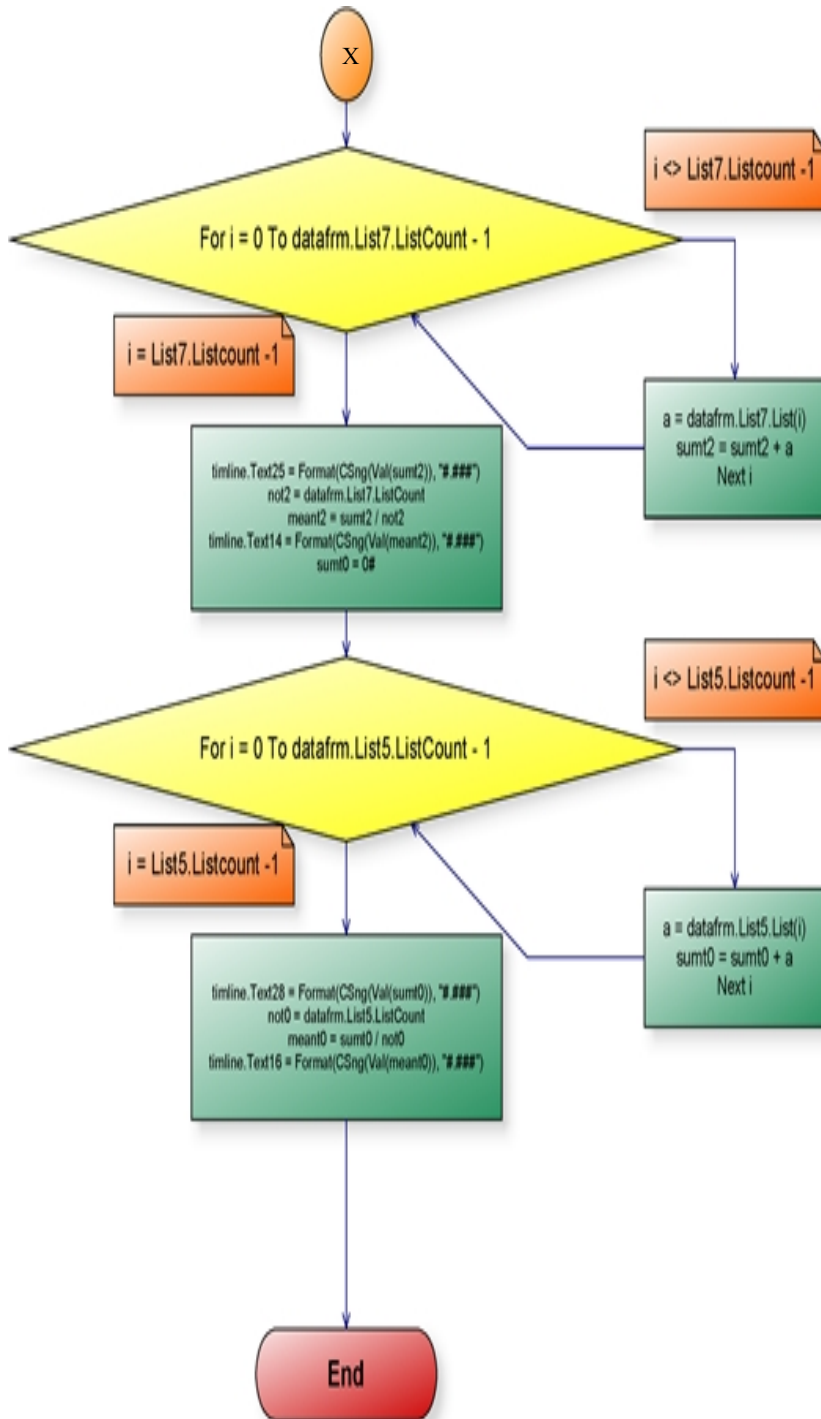 X
For i = 0 To datafrm.List7.ListCount - 1
i <> List7.Listcount -1
i = List7.Listcount -1
a = datafrm.List7.List(i)
sumt2 = sumt2 + a
Next i
timline.Text25 = Format(CSng(Val(sumt2)), "#.###")
not2 = datafrm.List7.ListCount
meant2 = sumt2 / not2
timline.Text14 = Format(CSng(Val(meant2)), "#.###")
sumt0 = 0#
For i = 0 To datafrm.List5.ListCount - 1
i <> List5.Listcount -1
i = List5.Listcount -1
a = datafrm.List5.List(i)
sumt0 = sumt0 + a
Next i
timline.Text28 = Format(CSng(Val(sumt0)), "#.###")
not0 = datafrm.List5.ListCount
meant0 = sumt0 / not0
timline.Text16 = Format(CSng(Val(meant0)), "#.###")
End